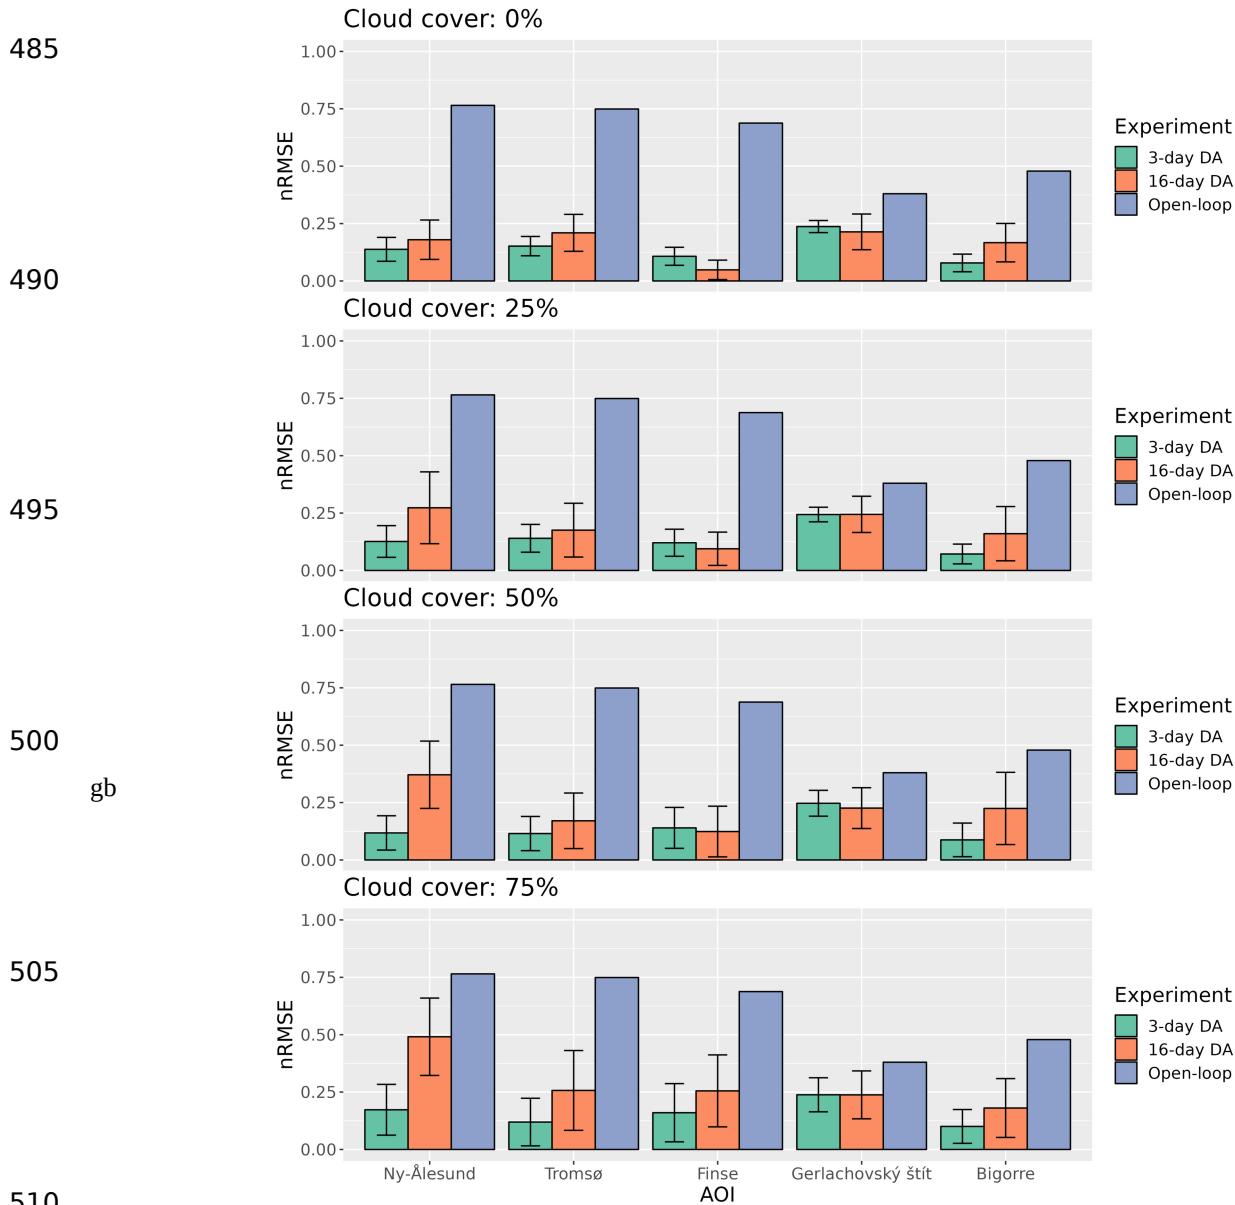 485
Cloud cover: 0%
1.00
0.75
0.50
0.25
0.00
nRMSE
Experiment
3-day DA
16-day DA
Open-loop
490
Cloud cover: 25%
1.00
0.75
0.50
0.25
0.00
nRMSE
Experiment
3-day DA
16-day DA
Open-loop
495
Cloud cover: 50%
1.00
0.75
0.50
0.25
0.00
nRMSE
Experiment
3-day DA
16-day DA
Open-loop
500
gb
Cloud cover: 75%
1.00
0.75
0.50
0.25
0.00
nRMSE
Experiment
3-day DA
16-day DA
Open-loop
505
Ny-Ålesund Tromsø Finse Gerlachovský štít Bigorre
AOI
510